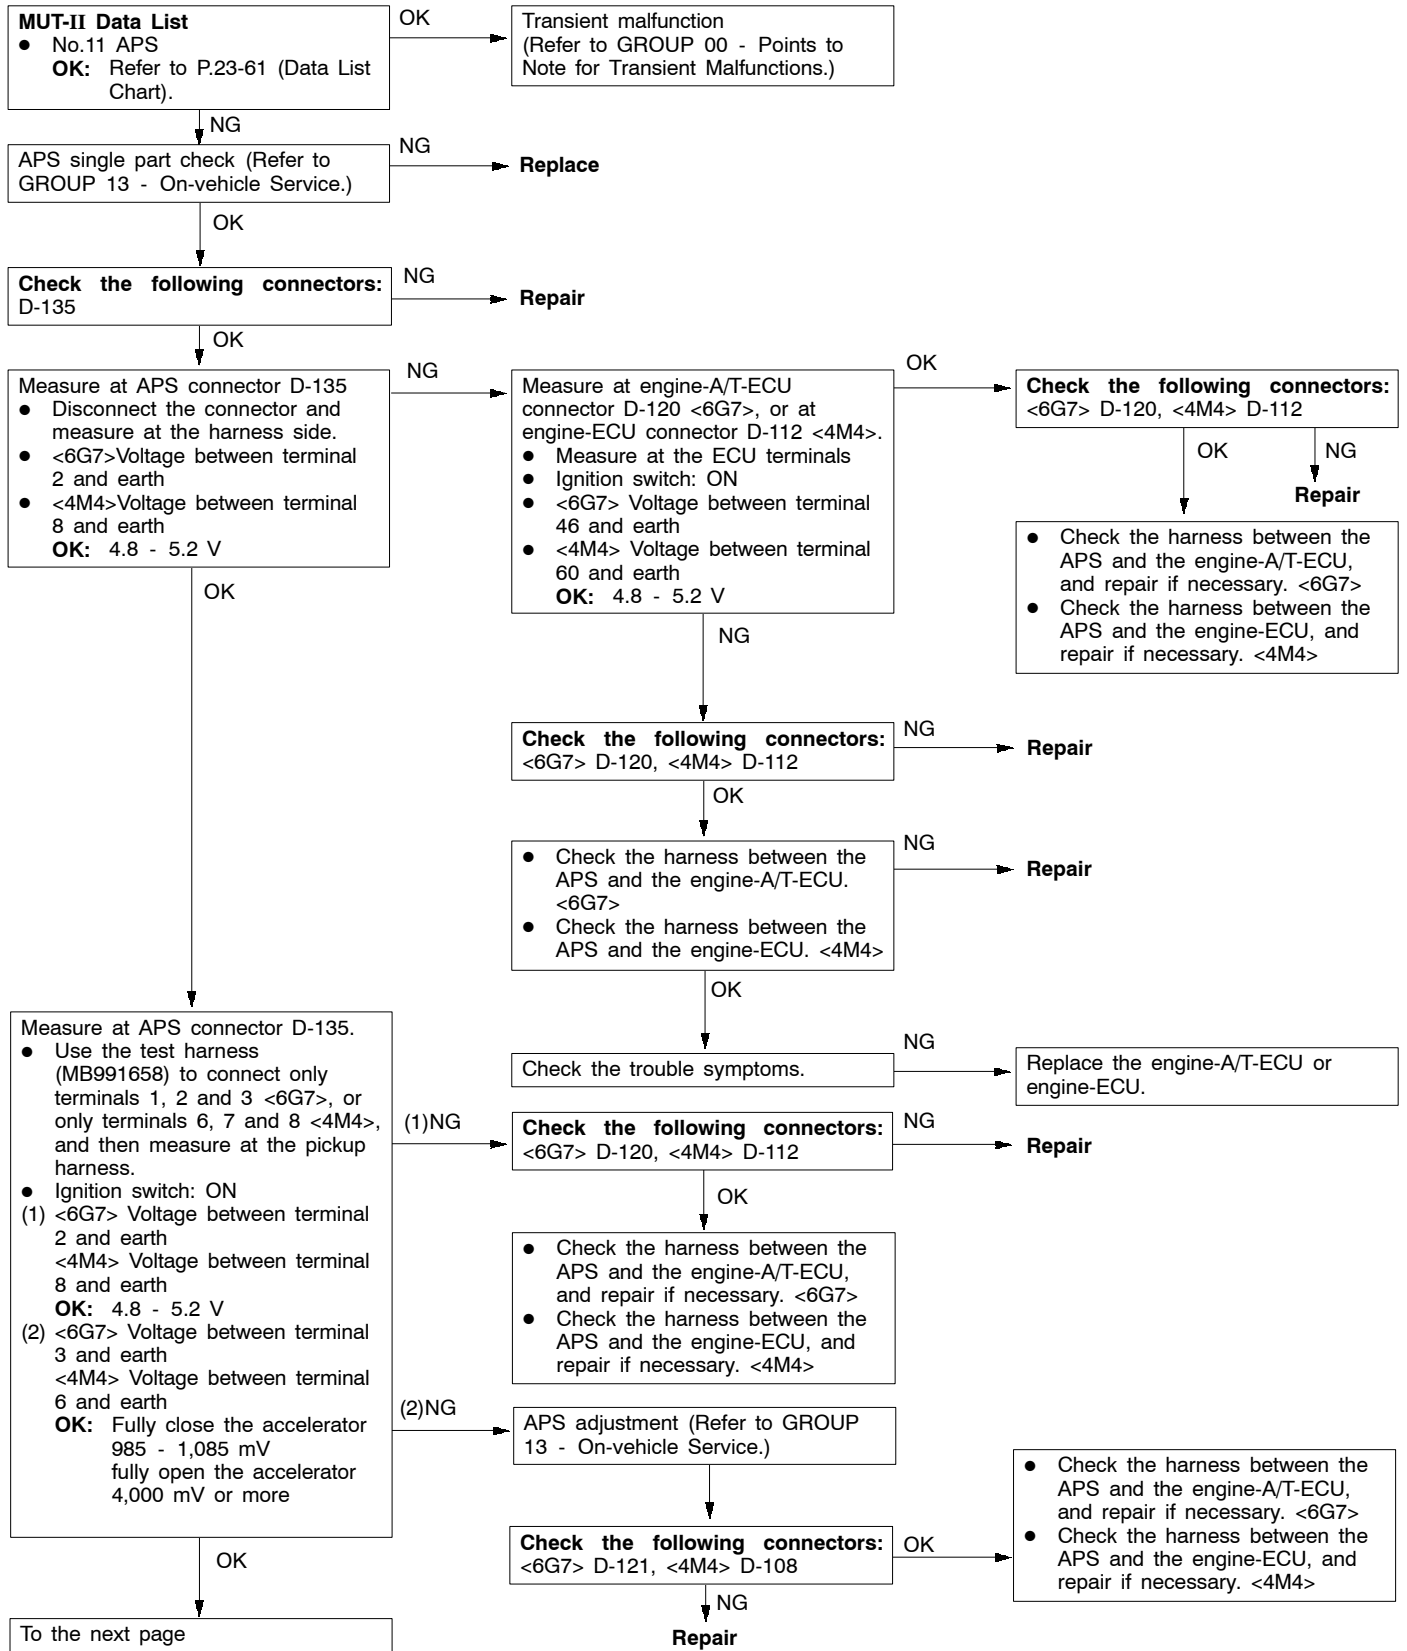 MUT-II Data List
● No.11 APS
OK: Refer to P.23-61 (Data List
Chart).
OK
Transient malfunction
(Refer to GROUP 00 - Points to
Note for Transient Malfunctions.)
NG
APS single part check (Refer to
GROUP 13 - On-vehicle Service.)
NG
Replace
OK
Check the following connectors:
D-135
NG
Repair
OK
Measure at APS connector D-135
● Disconnect the connector and
measure at the harness side.
● <6G7>Voltage between terminal
2 and earth
● <4M4>Voltage between terminal
8 and earth
OK: 4.8 - 5.2 V
NG
Measure at engine-A/T-ECU
connector D-120 <6G7>, or at
engine-ECU connector D-112 <4M4>.
● Measure at the ECU terminals
● Ignition switch: ON
● <6G7> Voltage between terminal
46 and earth
● <4M4> Voltage between terminal
60 and earth
OK: 4.8 - 5.2 V
OK
Check the following connectors:
<6G7> D-120, <4M4> D-112
OK
NG
Repair
● Check the harness between the
APS and the engine-A/T-ECU,
and repair if necessary. <6G7>
● Check the harness between the
APS and the engine-ECU, and
repair if necessary. <4M4>
OK
NG
Check the following connectors:
<6G7> D-120, <4M4> D-112
NG
Repair
OK
● Check the harness between the
APS and the engine-A/T-ECU.
<6G7>
● Check the harness between the
APS and the engine-ECU. <4M4>
NG
Repair
OK
Check the trouble symptoms.
NG
Replace the engine-A/T-ECU or
engine-ECU.
Measure at APS connector D-135.
● Use the test harness
(MB991658) to connect only
terminals 1, 2 and 3 <6G7>, or
only terminals 6, 7 and 8 <4M4>,
and then measure at the pickup
harness.
● Ignition switch: ON
(1) <6G7> Voltage between terminal
2 and earth
<4M4> Voltage between terminal
8 and earth
OK: 4.8 - 5.2 V
(2) <6G7> Voltage between terminal
3 and earth
<4M4> Voltage between terminal
6 and earth
OK: Fully close the accelerator
985 - 1,085 mV
fully open the accelerator
4,000 mV or more
(1)NG
Check the following connectors:
<6G7> D-120, <4M4> D-112
NG
Repair
OK
● Check the harness between the
APS and the engine-A/T-ECU,
and repair if necessary. <6G7>
● Check the harness between the
APS and the engine-ECU, and
repair if necessary. <4M4>
(2)NG
APS adjustment (Refer to GROUP
13 - On-vehicle Service.)
Check the following connectors:
<6G7> D-121, <4M4> D-108
OK
● Check the harness between the
APS and the engine-A/T-ECU,
and repair if necessary. <6G7>
● Check the harness between the
APS and the engine-ECU, and
repair if necessary. <4M4>
NG
Repair
OK
To the next page